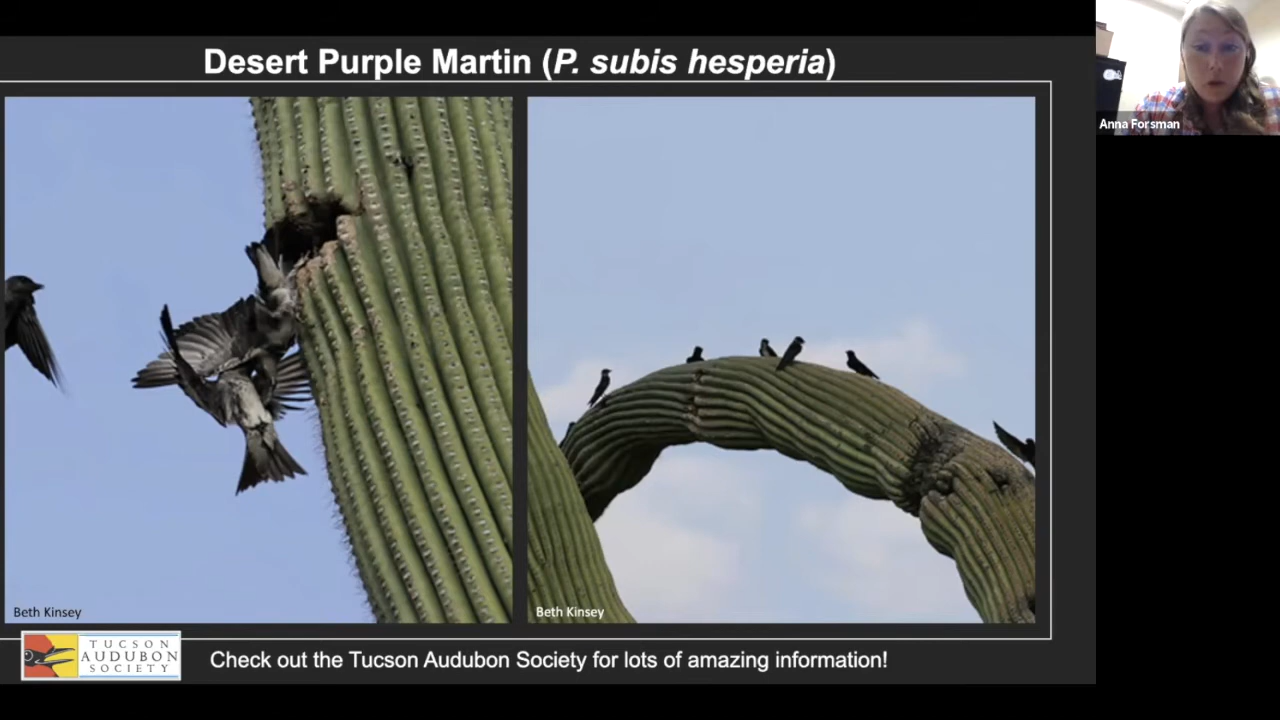 Desert Purple Martin (P. subis hesperia)
Anna Forsman
Beth Kinsey
Beth Kinsey
TUCSON
AUDUBON
SOCIETY
Check out the Tucson Audubon Society for lots of amazing information!